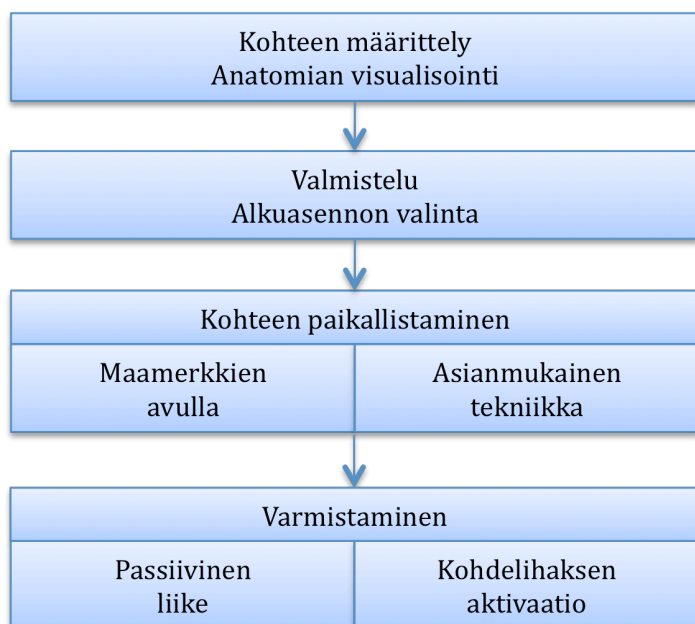 Kohteen määrittely
Anatomian visualisointi
Valmistelu
Alkuasennon valinta
Kohteen paikallistaminen
Maamerkkien
avulla
Asianmukainen
tekniikka
Varmistaminen
Passiivinen
liike
Kohdelihaksen
aktivaatio